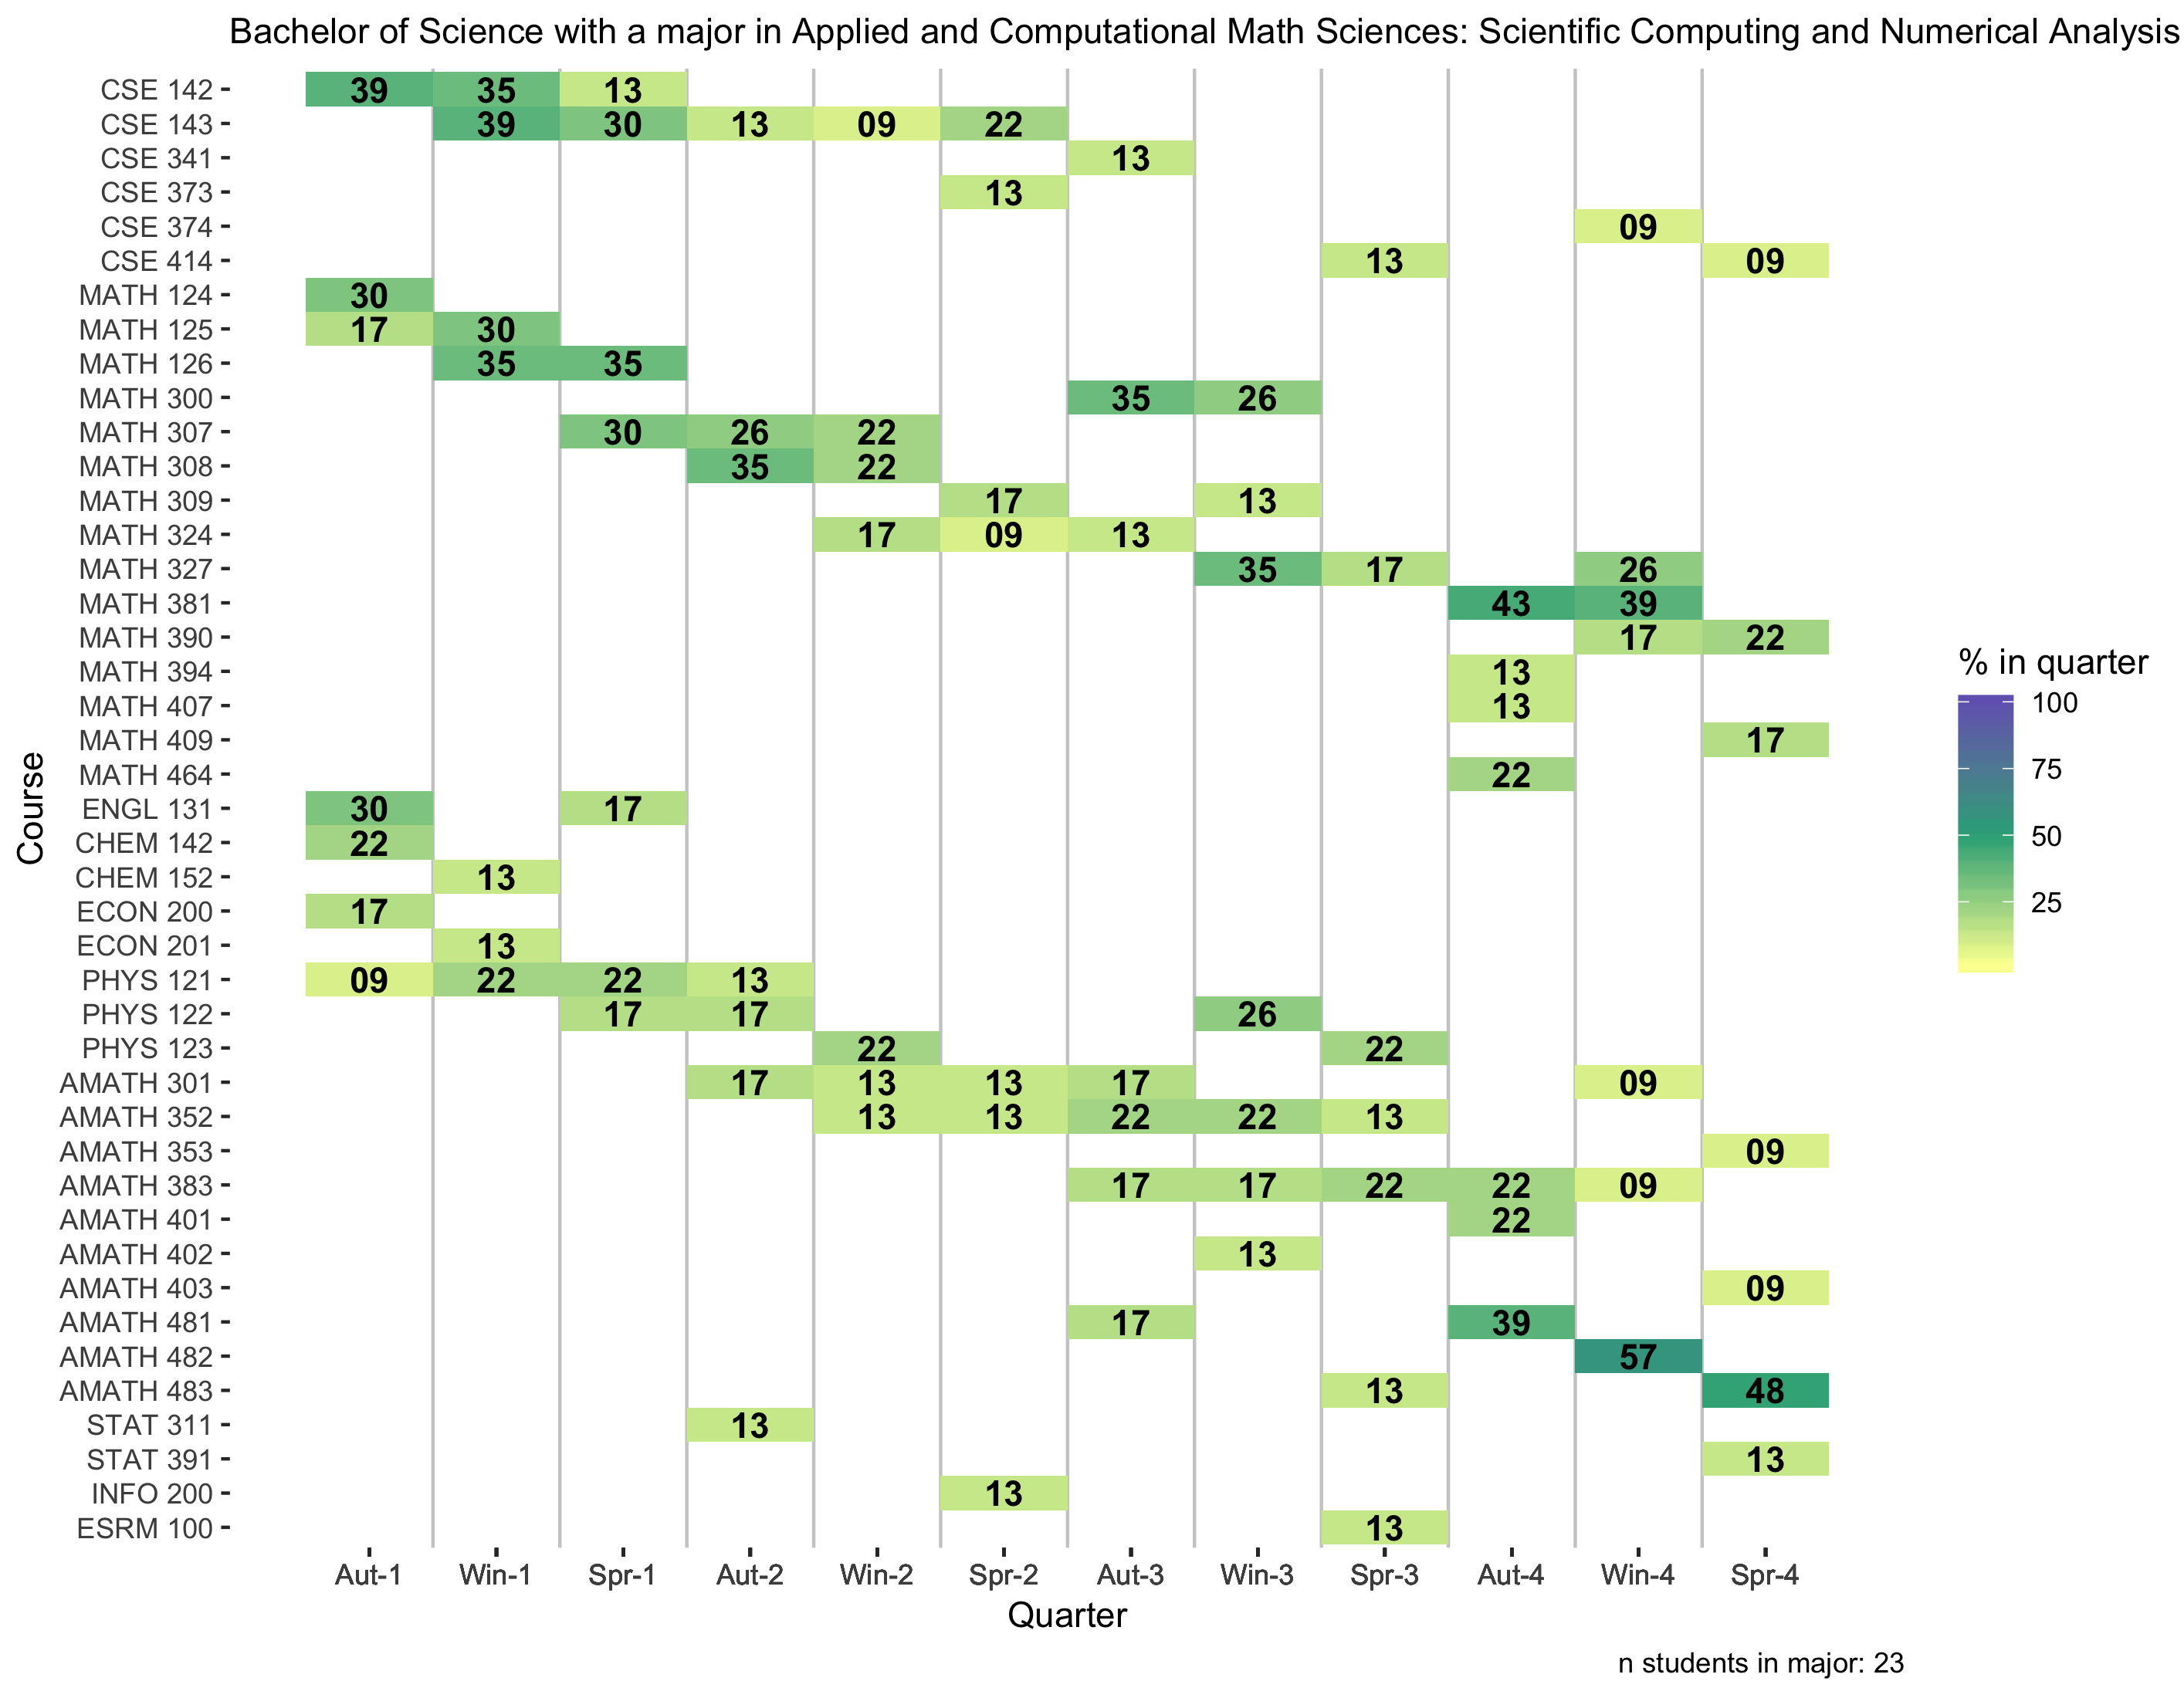 Bachelor of Science with a major in Applied and Computational Math Sciences: Scientific Computing and Numerical Analysis
CSE 142 39 35 13
CSE 143 39 30 13 09 22
CSE 341 13
CSE 373 13
CSE 374 09
CSE 414 13 09
MATH 124 30
MATH 125 17 30
MATH 126 35 35
MATH 300 35 26
MATH 307 30 26 22
MATH 308 35 22
MATH 309 17 13
MATH 324 17 09 13
MATH 327 35 17 26
MATH 381 43 39
MATH 390 17 22
MATH 394 13
MATH 407 13
MATH 409 17
MATH 464 22
ENGL 131 30 17
CHEM 142 22
CHEM 152 13
ECON 200 17
ECON 201 13
PHYS 121 09 22 22 13
PHYS 122 17 17 26
PHYS 123 22 22
AMATH 301 17 13 13 17 09
AMATH 352 13 13 22 22 13
AMATH 353 09
AMATH 383 17 17 22 22 09
AMATH 401 22
AMATH 402 13
AMATH 403 09
AMATH 481 17 39
AMATH 482 57
AMATH 483 13 48
STAT 311 13
STAT 391 13
INFO 200 13
ESRM 100 13
Course
Aut-1 Win-1 Spr-1 Aut-2 Win-2 Spr-2 Aut-3 Win-3 Spr-3 Aut-4 Win-4 Spr-4
Quarter
% in quarter
100
75
50
25
n students in major: 23